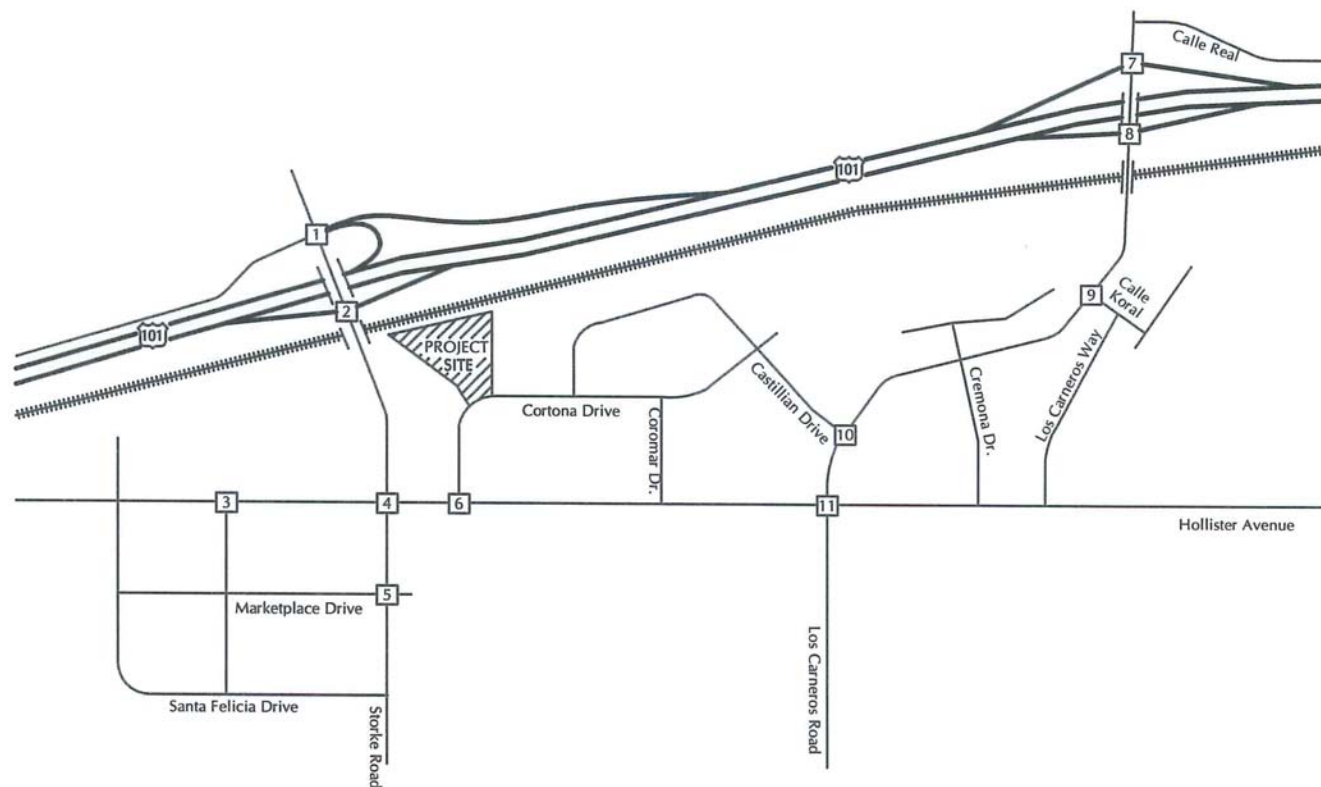 Calle Real
7
8
101
1
2
101
9
Calle
Koral
PROJECT
SITE
Cortona Drive
Coromar Dr.
Castillian Drive
10
Cremona Dr.
Los Carneros Way
3
4
6
11
Hollister Avenue
5
Marketplace Drive
Santa Felicia Drive
Storke Road
Los Carneros Road